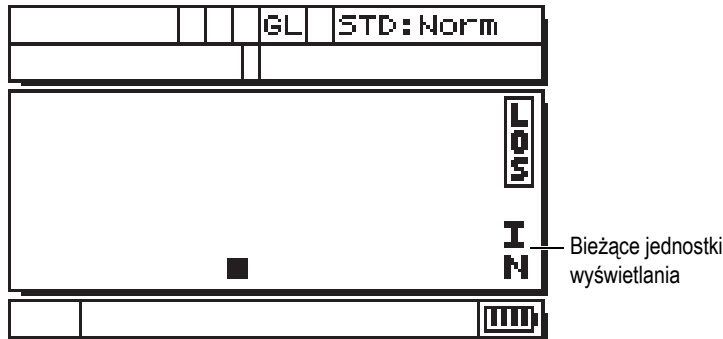 GL STD:Norm
LOS
IN
Bieżące jednostki
wyświetlania